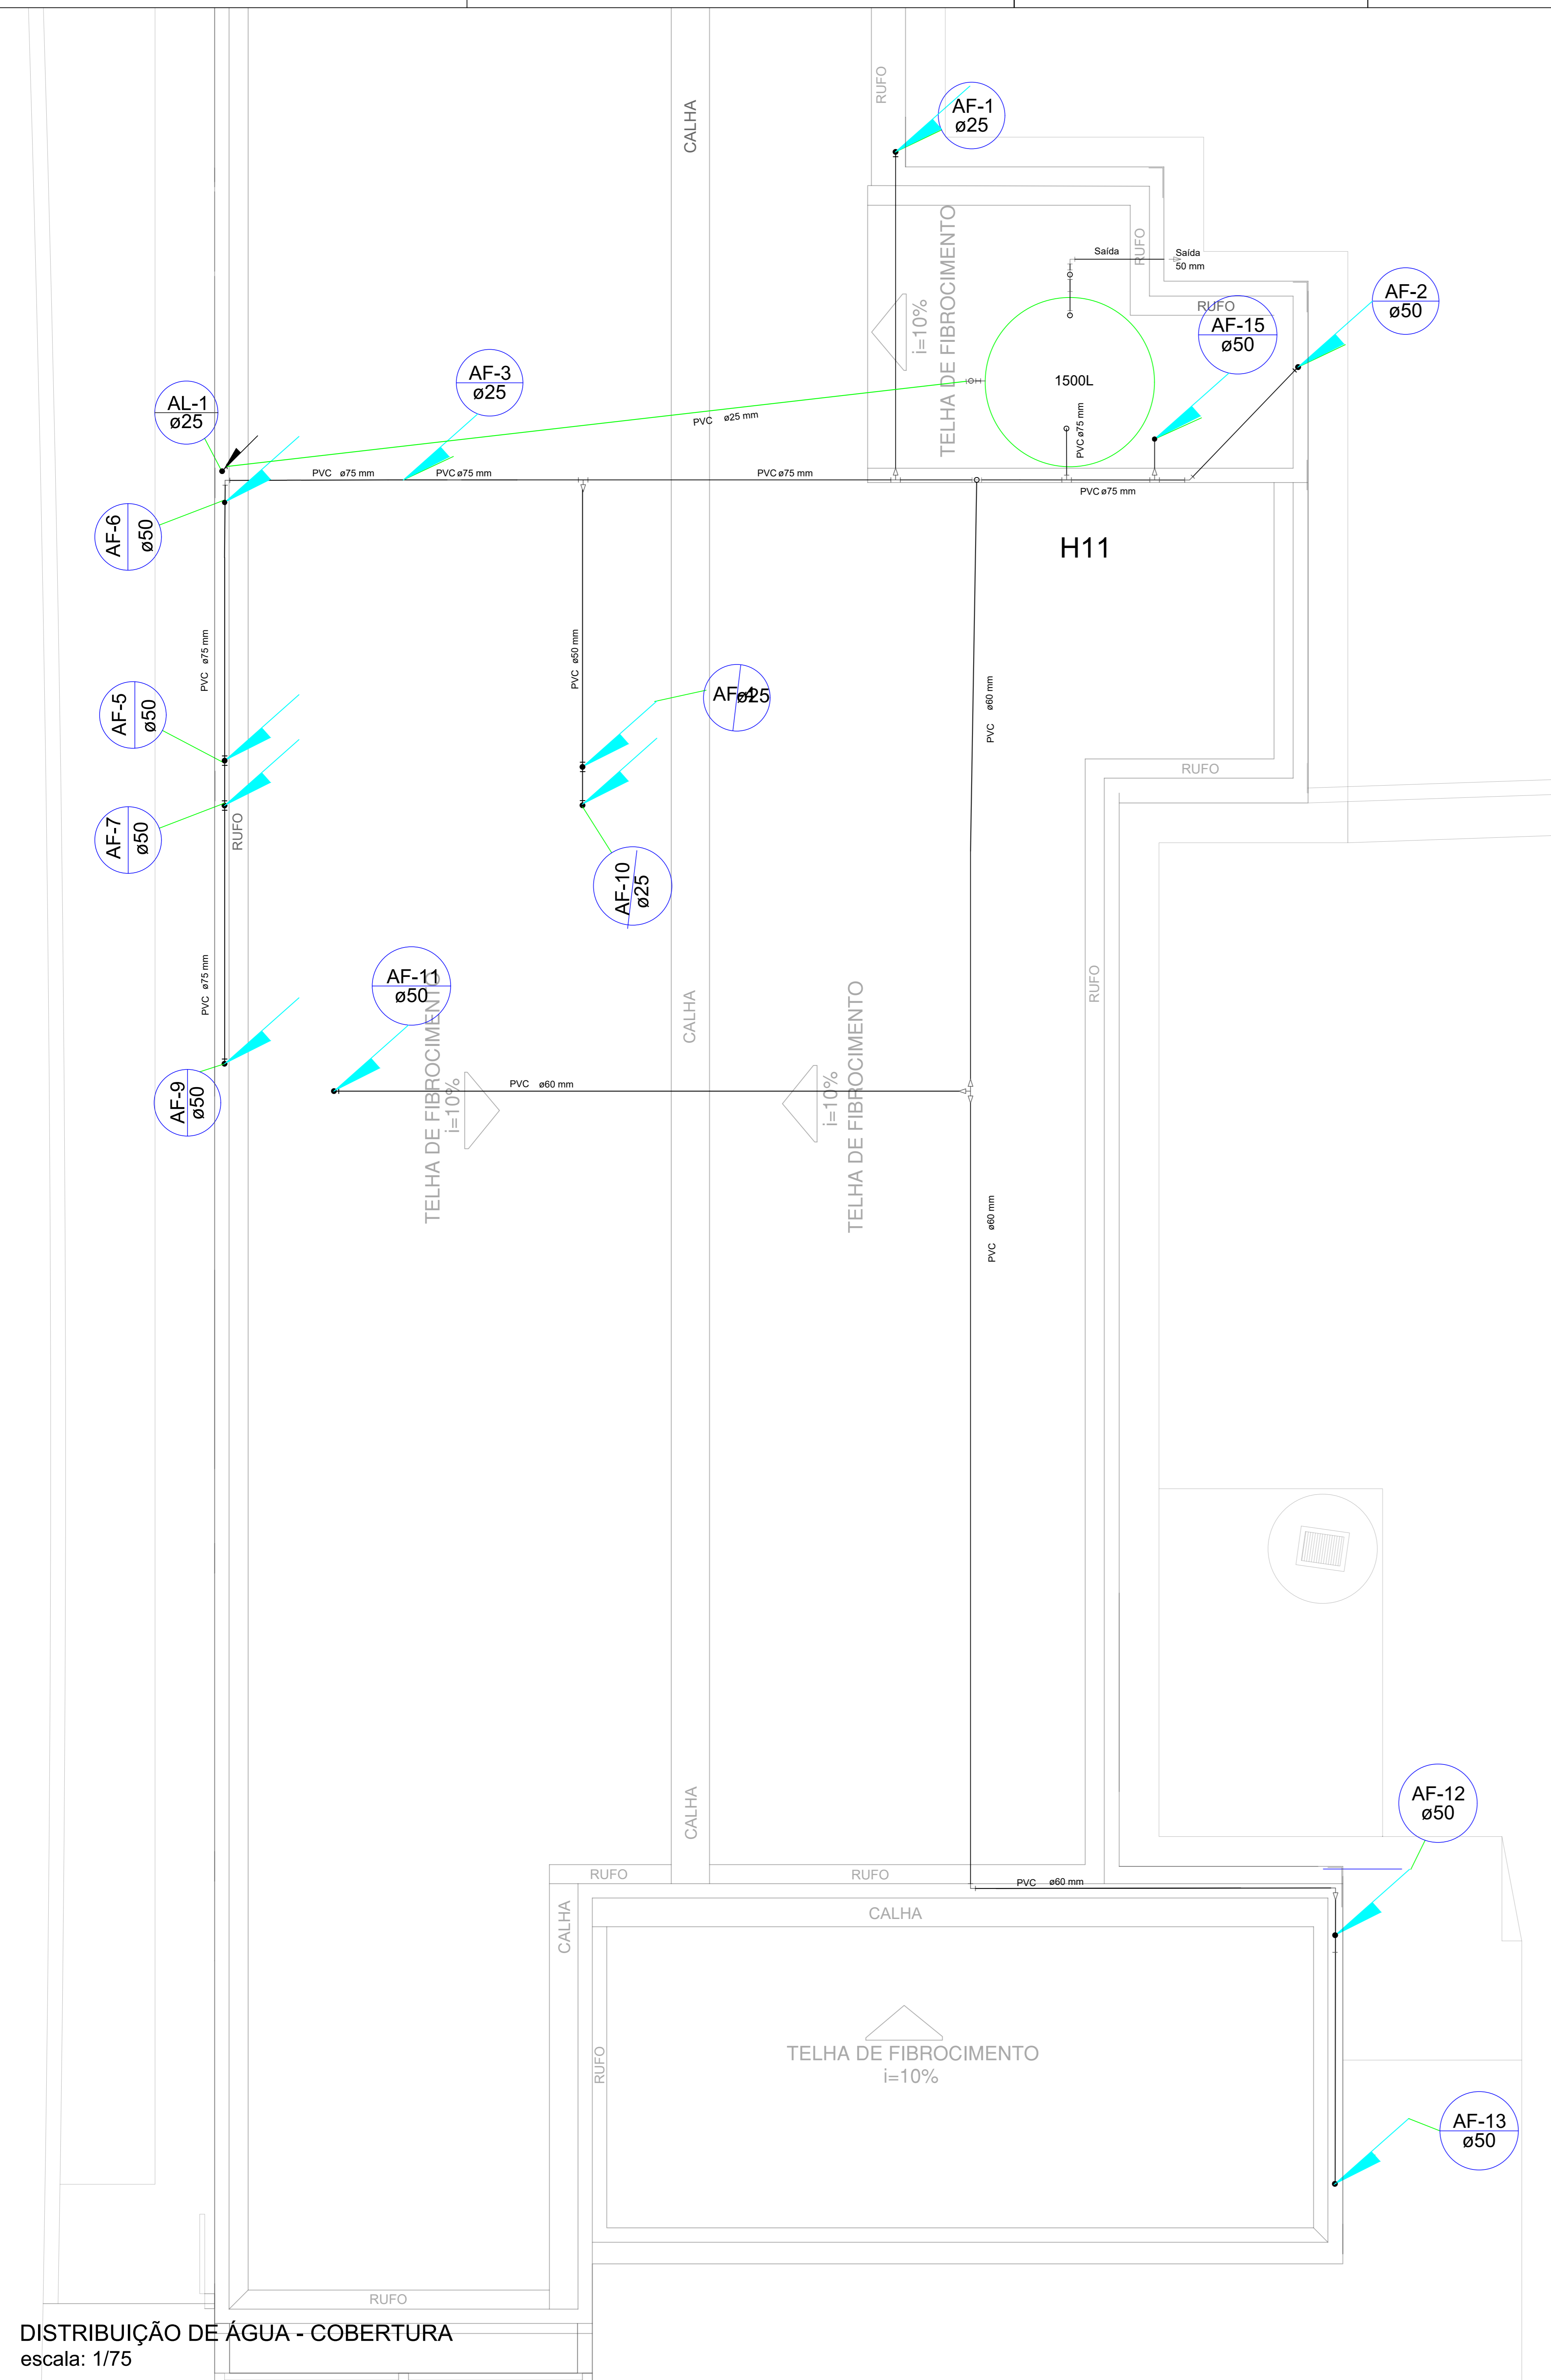 RUFO
AF-1
ø25
CALHA
TELHA DE FIBROCIMENTO
i=10%
RUFO
Saída
Saída
50 mm
AF-2
ø50
RUFO
AF-15
ø50
1500L
AF-3
ø25
AL-1
ø25
PVC ø25 mm
PVC ø75 mm
PVC ø75 mm
PVC ø75 mm
PVC ø75 mm
PVC ø75 mm
AF-6
ø50
H11
PVC ø75 mm
PVC ø50 mm
AF-5
ø50
AF-4
ø25
PVC ø60 mm
RUFO
AF-7
ø50
RUFO
AF-10
ø25
PVC ø75 mm
AF-11
ø50
CALHA
RUFO
AF-9
ø50
PVC ø60 mm
TELHA DE FIBROCIMENTO
i=10%
i=10%
TELHA DE FIBROCIMENTO
PVC ø60 mm
CALHA
AF-12
ø50
RUFO
RUFO
PVC ø60 mm
CALHA
CALHA
RUFO
TELHA DE FIBROCIMENTO
i=10%
AF-13
ø50
RUFO
DISTRIBUIÇÃO DE ÁGUA - COBERTURA
escala: 1/75